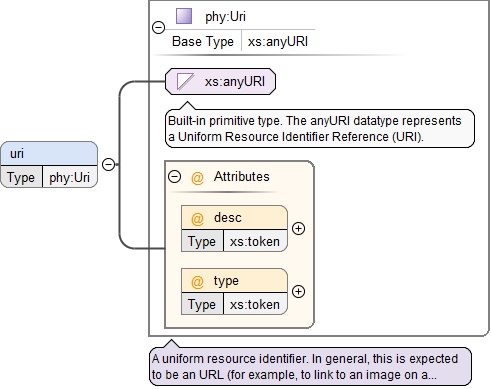 phy:Uri
Base Type xs:anyURI
xs:anyURI
Built-in primitive type. The anyURI datatype represents
a Uniform Resource Identifier Reference (URI).
uri
Type phy:Uri
@ Attributes
@ desc
Type xs:token
@ type
Type xs:token
A uniform resource identifier. In general, this is expected
to be an URL (for example, to link to an image on a...